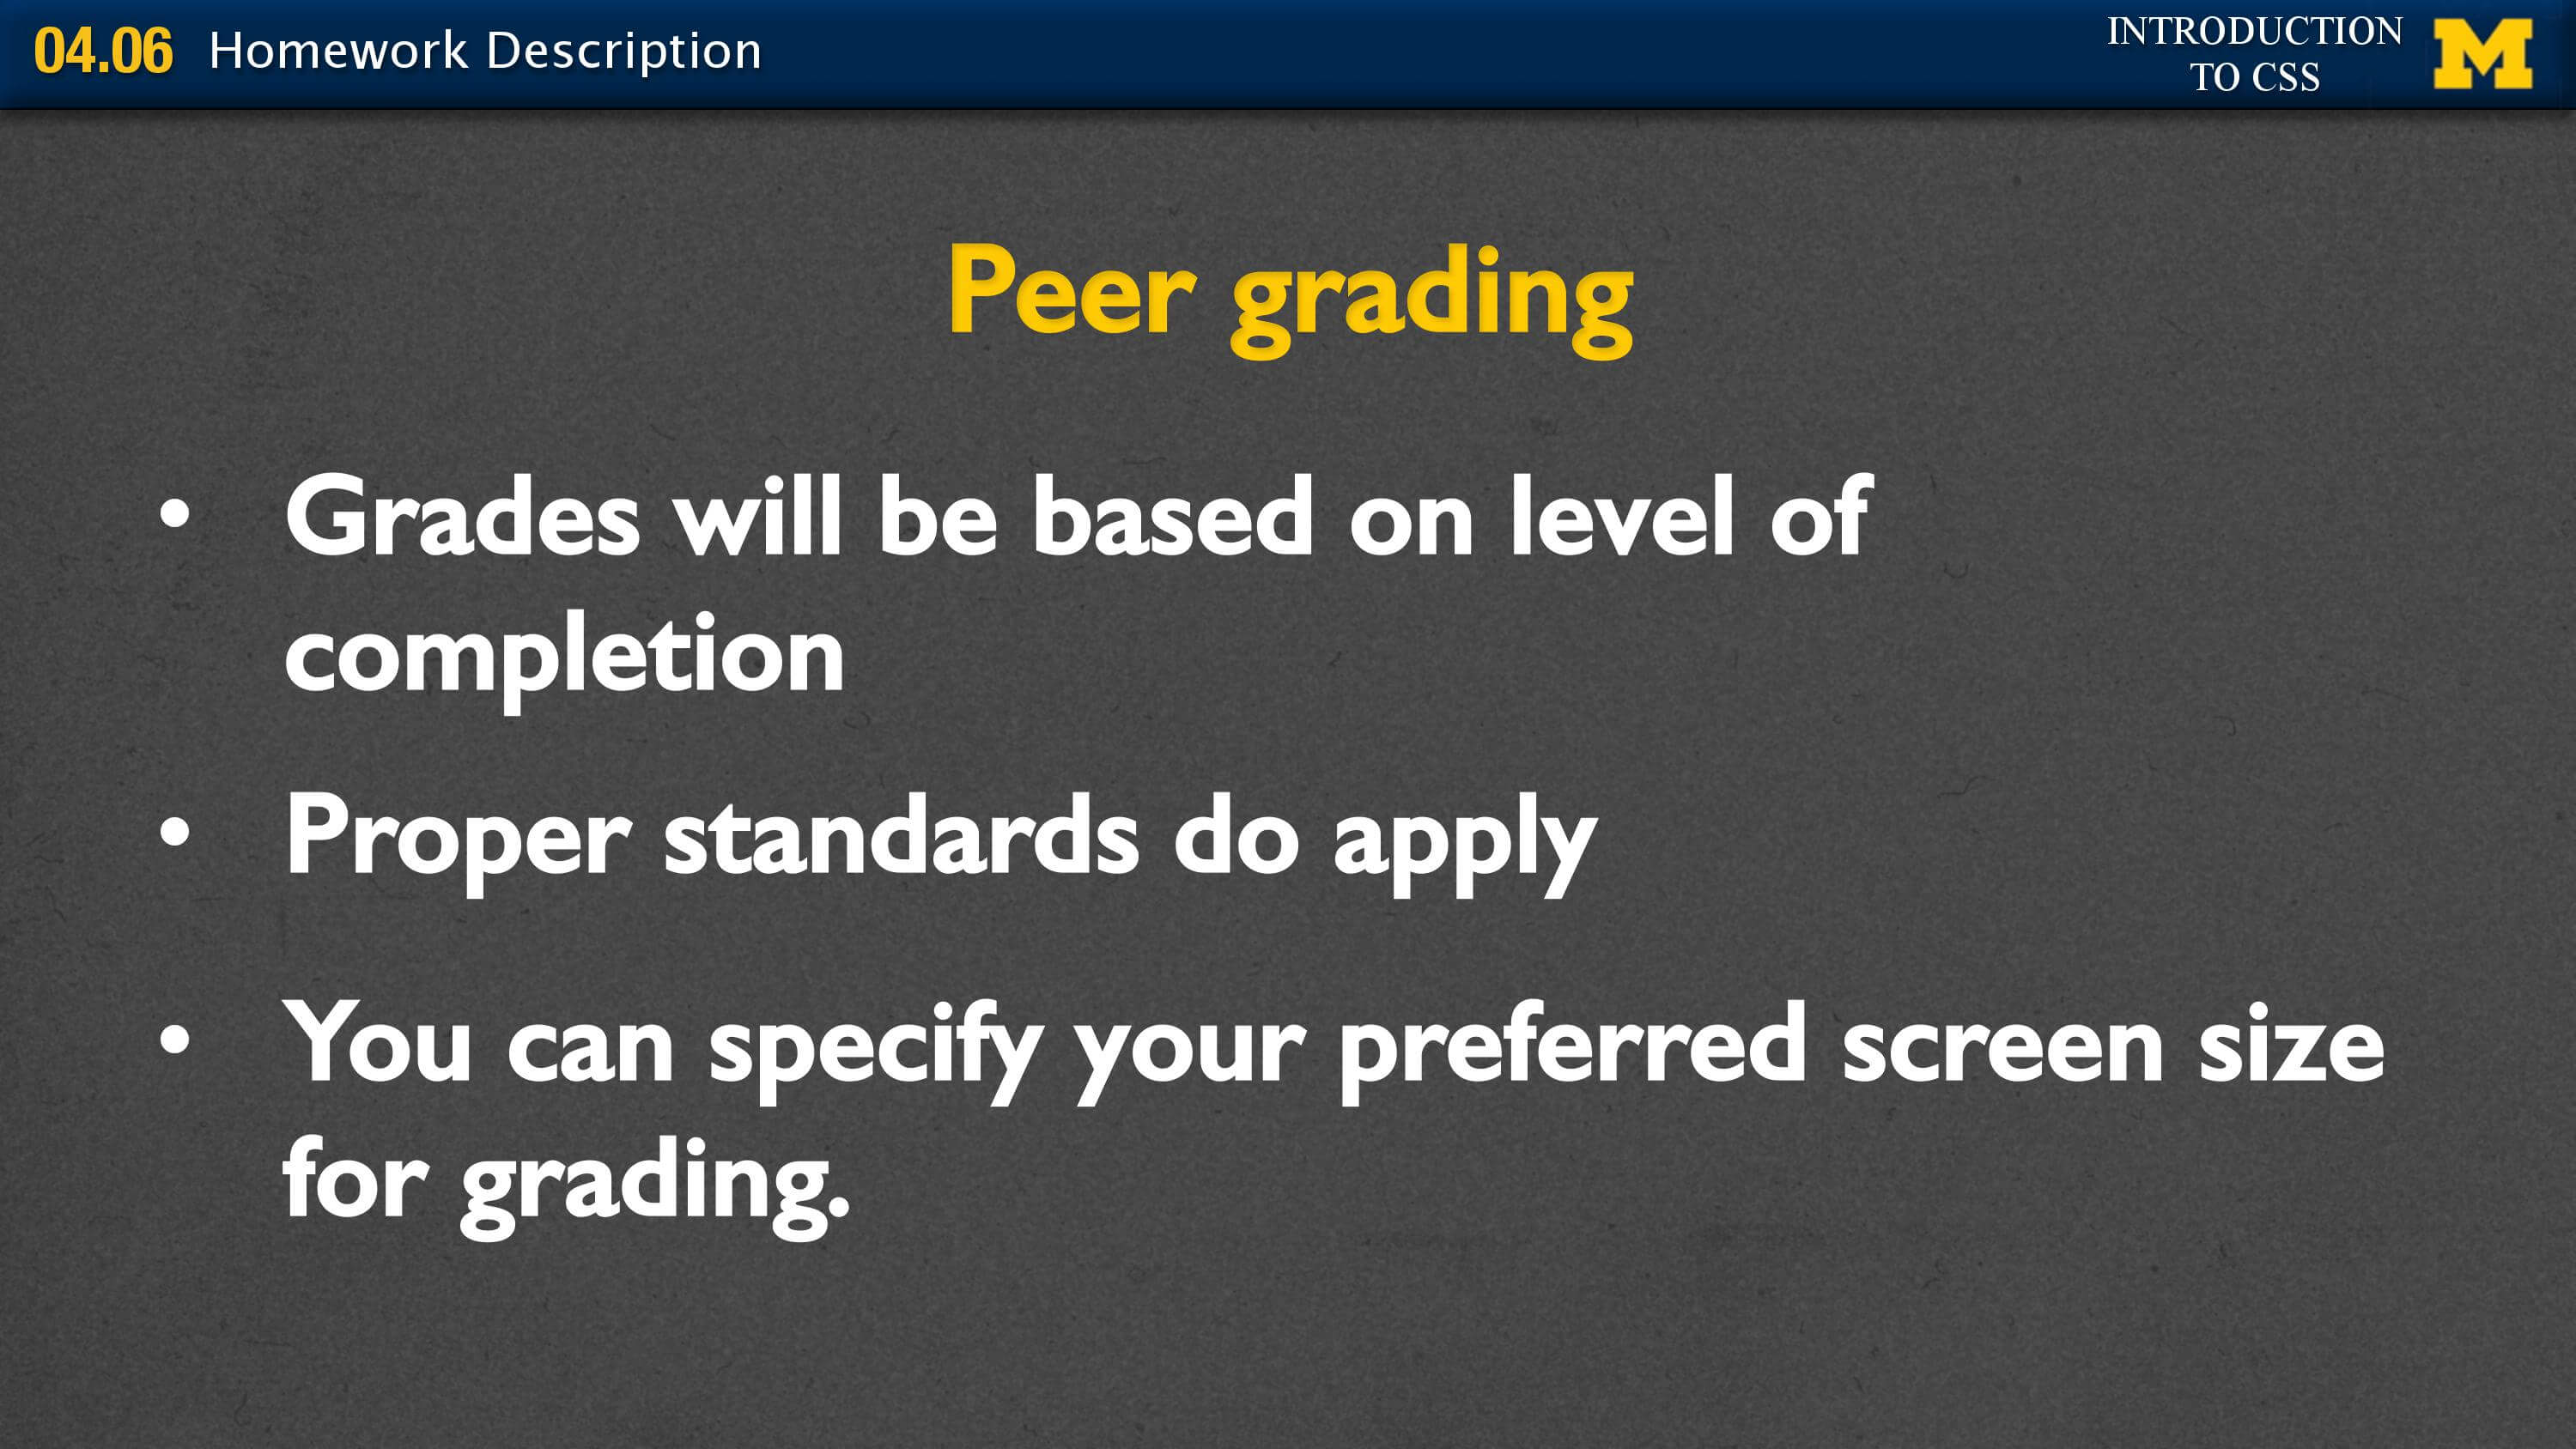 04.06 Homework Description
INTRODUCTION
TO CSS
M
Peer grading
• Grades will be based on level of
completion
• Proper standards do apply
• You can specify your preferred screen size
for grading.